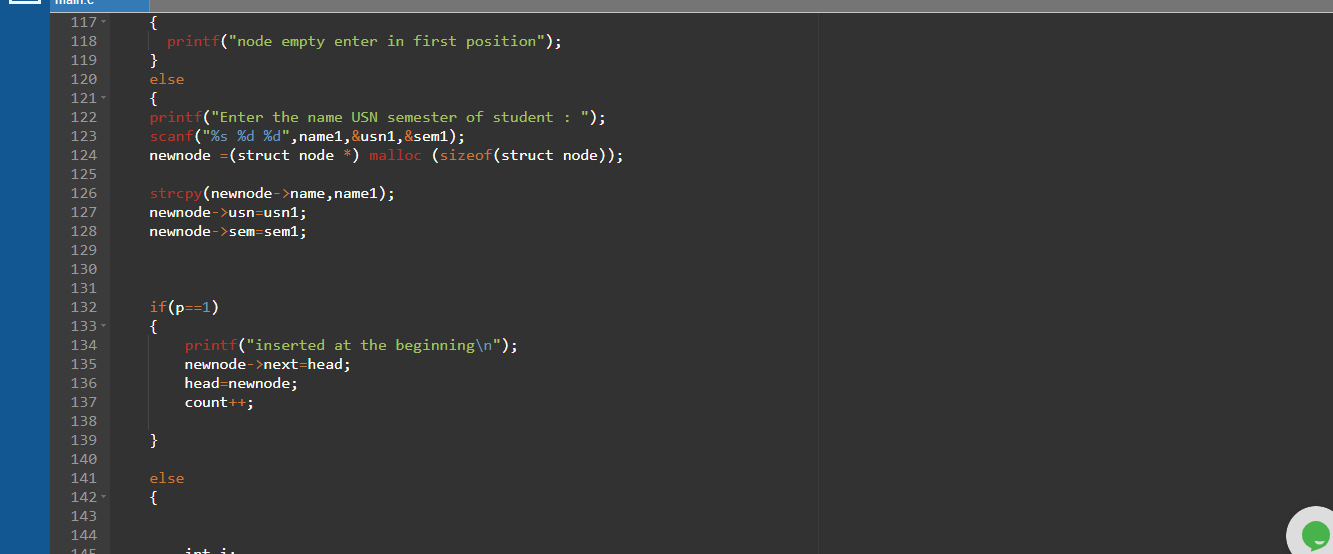 main.c
117 {
118 printf("node empty enter in first position");
119 }
120 else
121 {
122 printf("Enter the name USN semester of student : ");
123 scanf("%s %d %d",name1,&usn1,&sem1);
124 newnode =(struct node *) malloc (sizeof(struct node));
125
126 strcpy(newnode->name,name1);
127 newnode->usn=usn1;
128 newnode->sem=sem1;
129
130
131
132 if(p==1)
133 {
134 printf("inserted at the beginning\n");
135 newnode->next=head;
136 head=newnode;
137 count++;
138
139 }
140
141 else
142 {
143
144
145 int i;